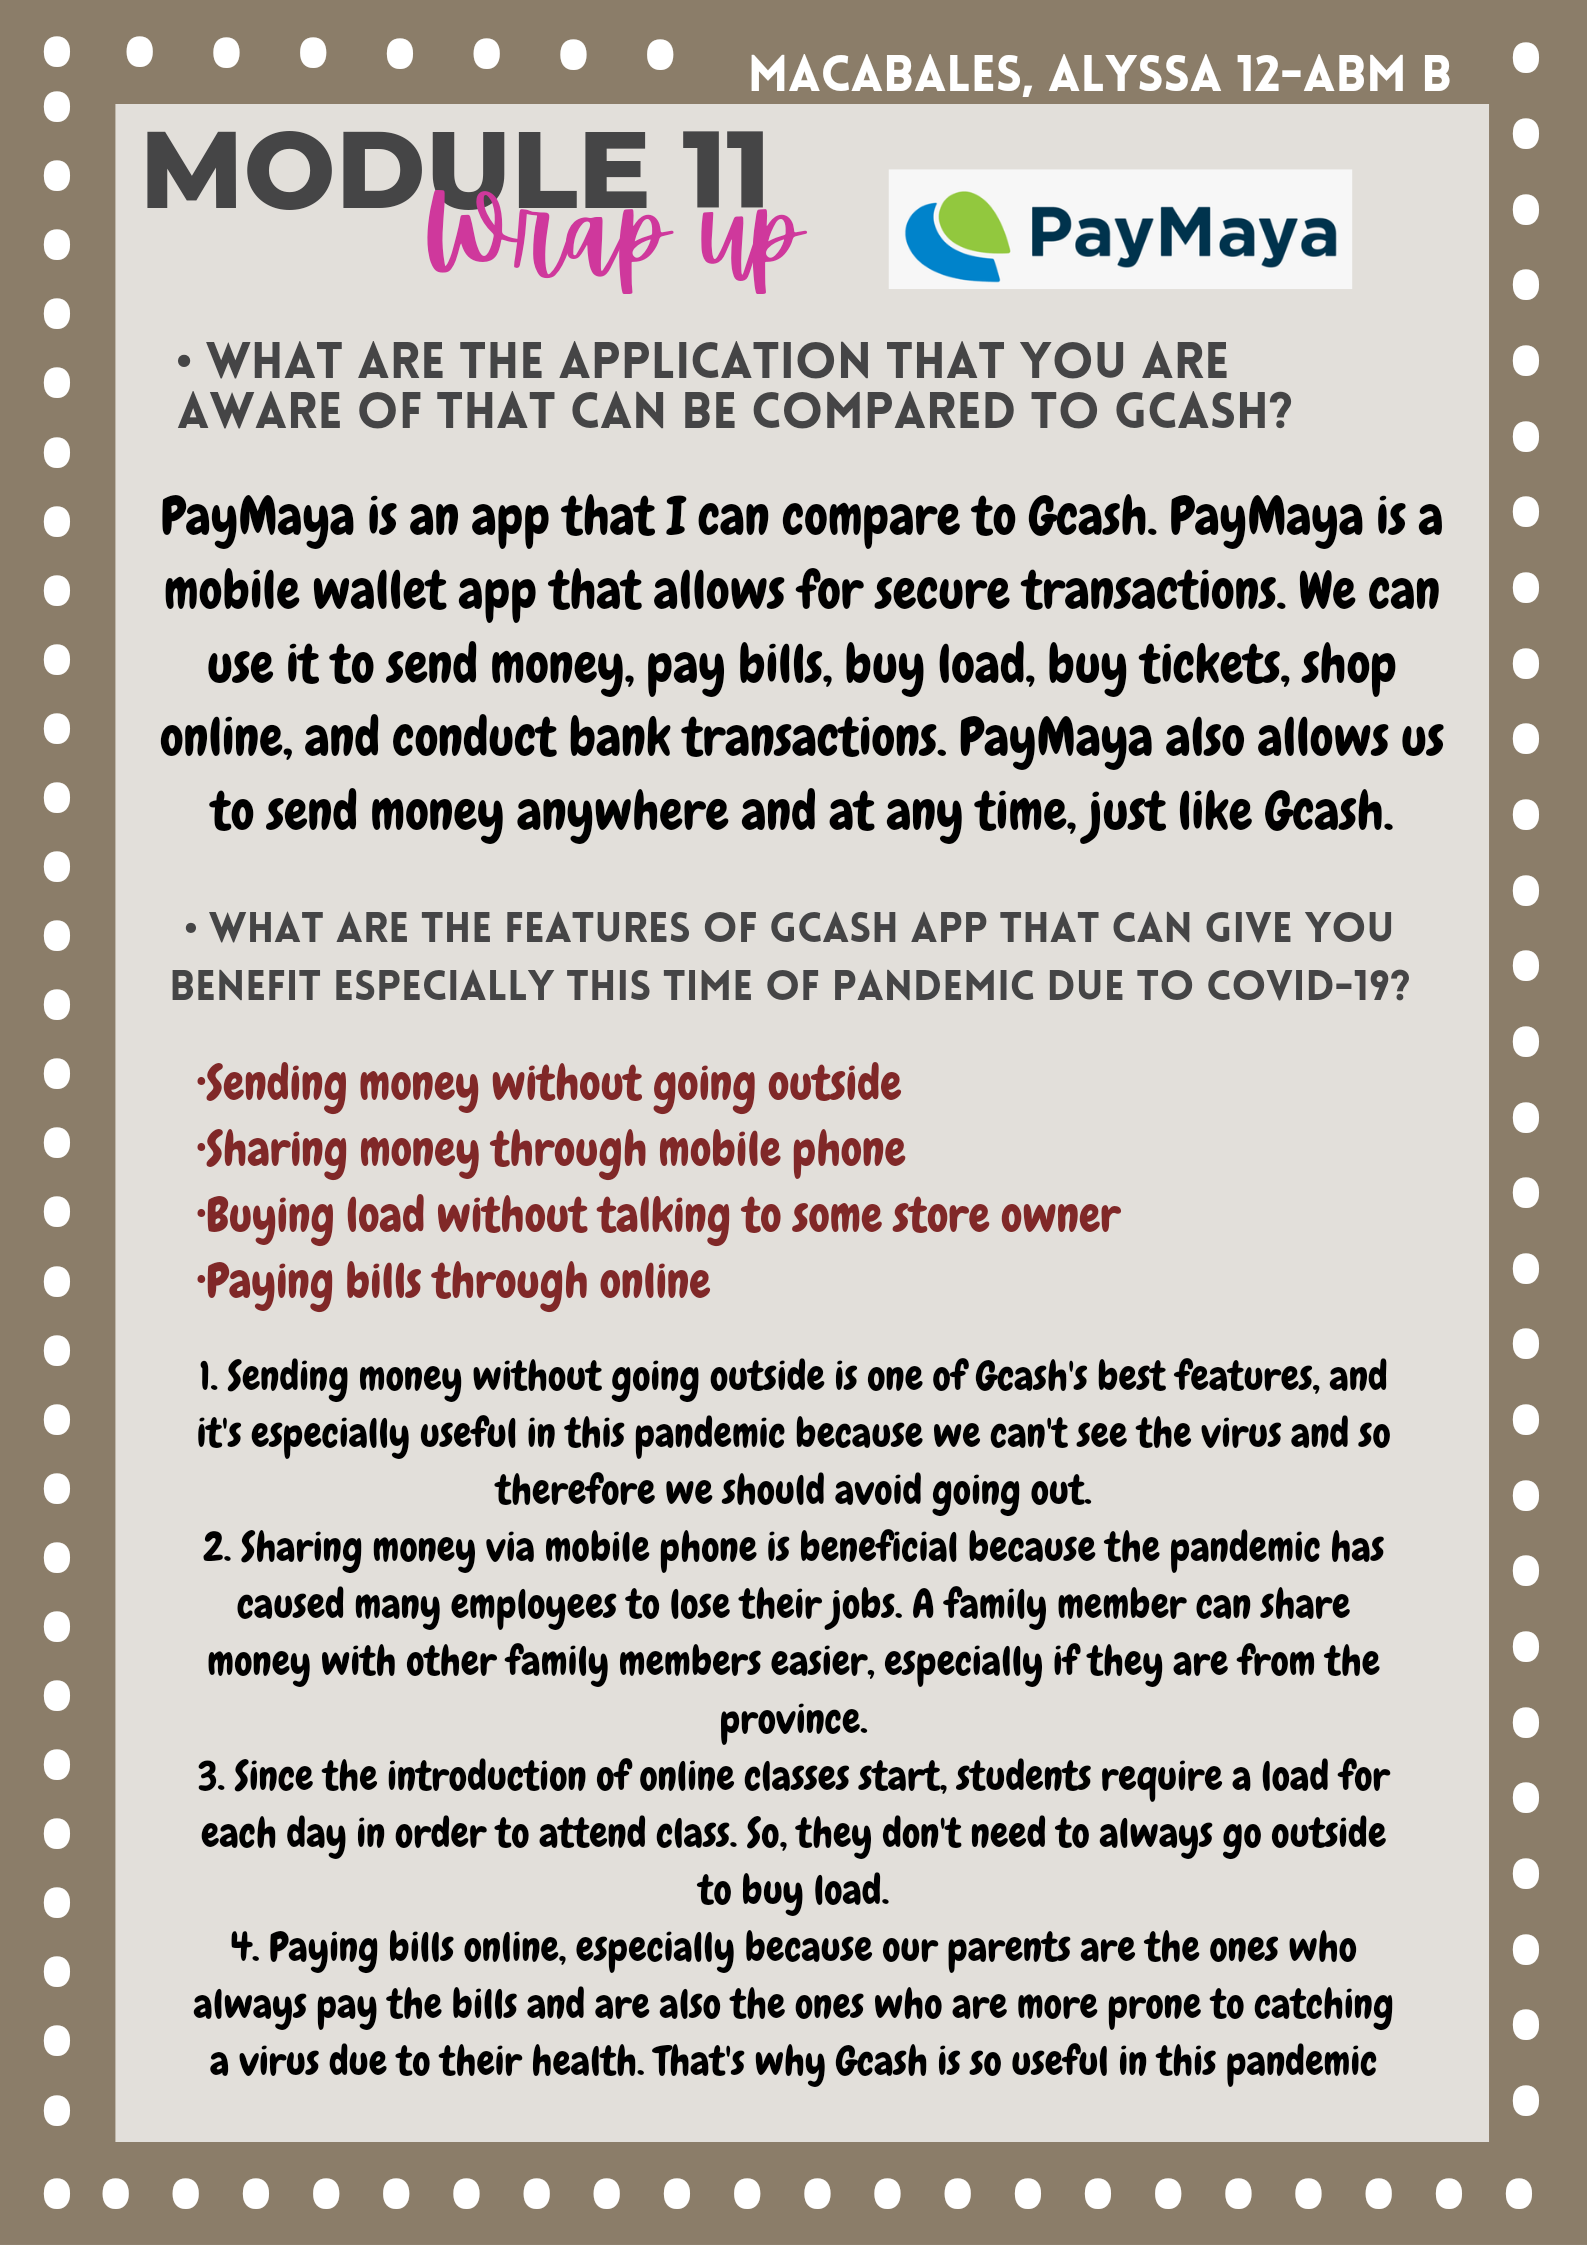 MACABALES, ALYSSA 12-ABM B
MODULE 11
Wrap up
PayMaya
• WHAT ARE THE APPLICATION THAT YOU ARE
AWARE OF THAT CAN BE COMPARED TO GCASH?
PayMaya is an app that I can compare to Gcash. PayMaya is a
mobile wallet app that allows for secure transactions. We can
use it to send money, pay bills, buy load, buy tickets, shop
online, and conduct bank transactions. PayMaya also allows us
to send money anywhere and at any time, just like Gcash.
• WHAT ARE THE FEATURES OF GCASH APP THAT CAN GIVE YOU
BENEFIT ESPECIALLY THIS TIME OF PANDEMIC DUE TO COVID-19?
·Sending money without going outside
·Sharing money through mobile phone
·Buying load without talking to some store owner
·Paying bills through online
1. Sending money without going outside is one of Gcash's best features, and
it's especially useful in this pandemic because we can't see the virus and so
therefore we should avoid going out.
2. Sharing money via mobile phone is beneficial because the pandemic has
caused many employees to lose their jobs. A family member can share
money with other family members easier, especially if they are from the
province.
3. Since the introduction of online classes start, students require a load for
each day in order to attend class. So, they don't need to always go outside
to buy load.
4. Paying bills online, especially because our parents are the ones who
always pay the bills and are also the ones who are more prone to catching
a virus due to their health. That's why Gcash is so useful in this pandemic